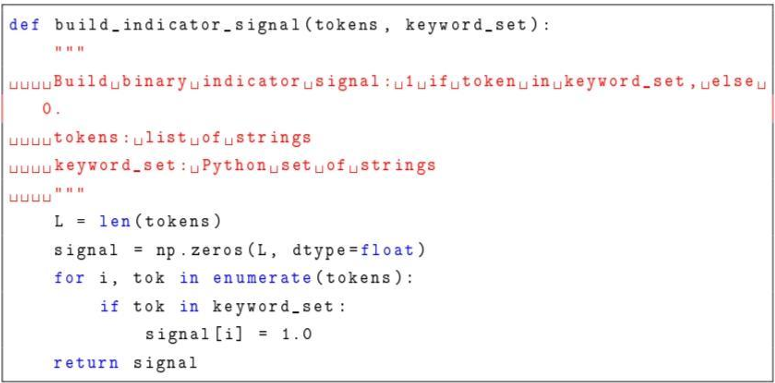 def build_indicator_signal(tokens, keyword_set):
    """
␣␣␣␣Build␣binary␣indicator␣signal:␣1␣if␣token␣in␣keyword_set,␣else␣
    0.
␣␣␣␣tokens:␣list␣of␣strings
␣␣␣␣keyword_set:␣Python␣set␣of␣strings
␣␣␣␣"""
    L = len(tokens)
    signal = np.zeros(L, dtype=float)
    for i, tok in enumerate(tokens):
        if tok in keyword_set:
            signal[i] = 1.0
    return signal